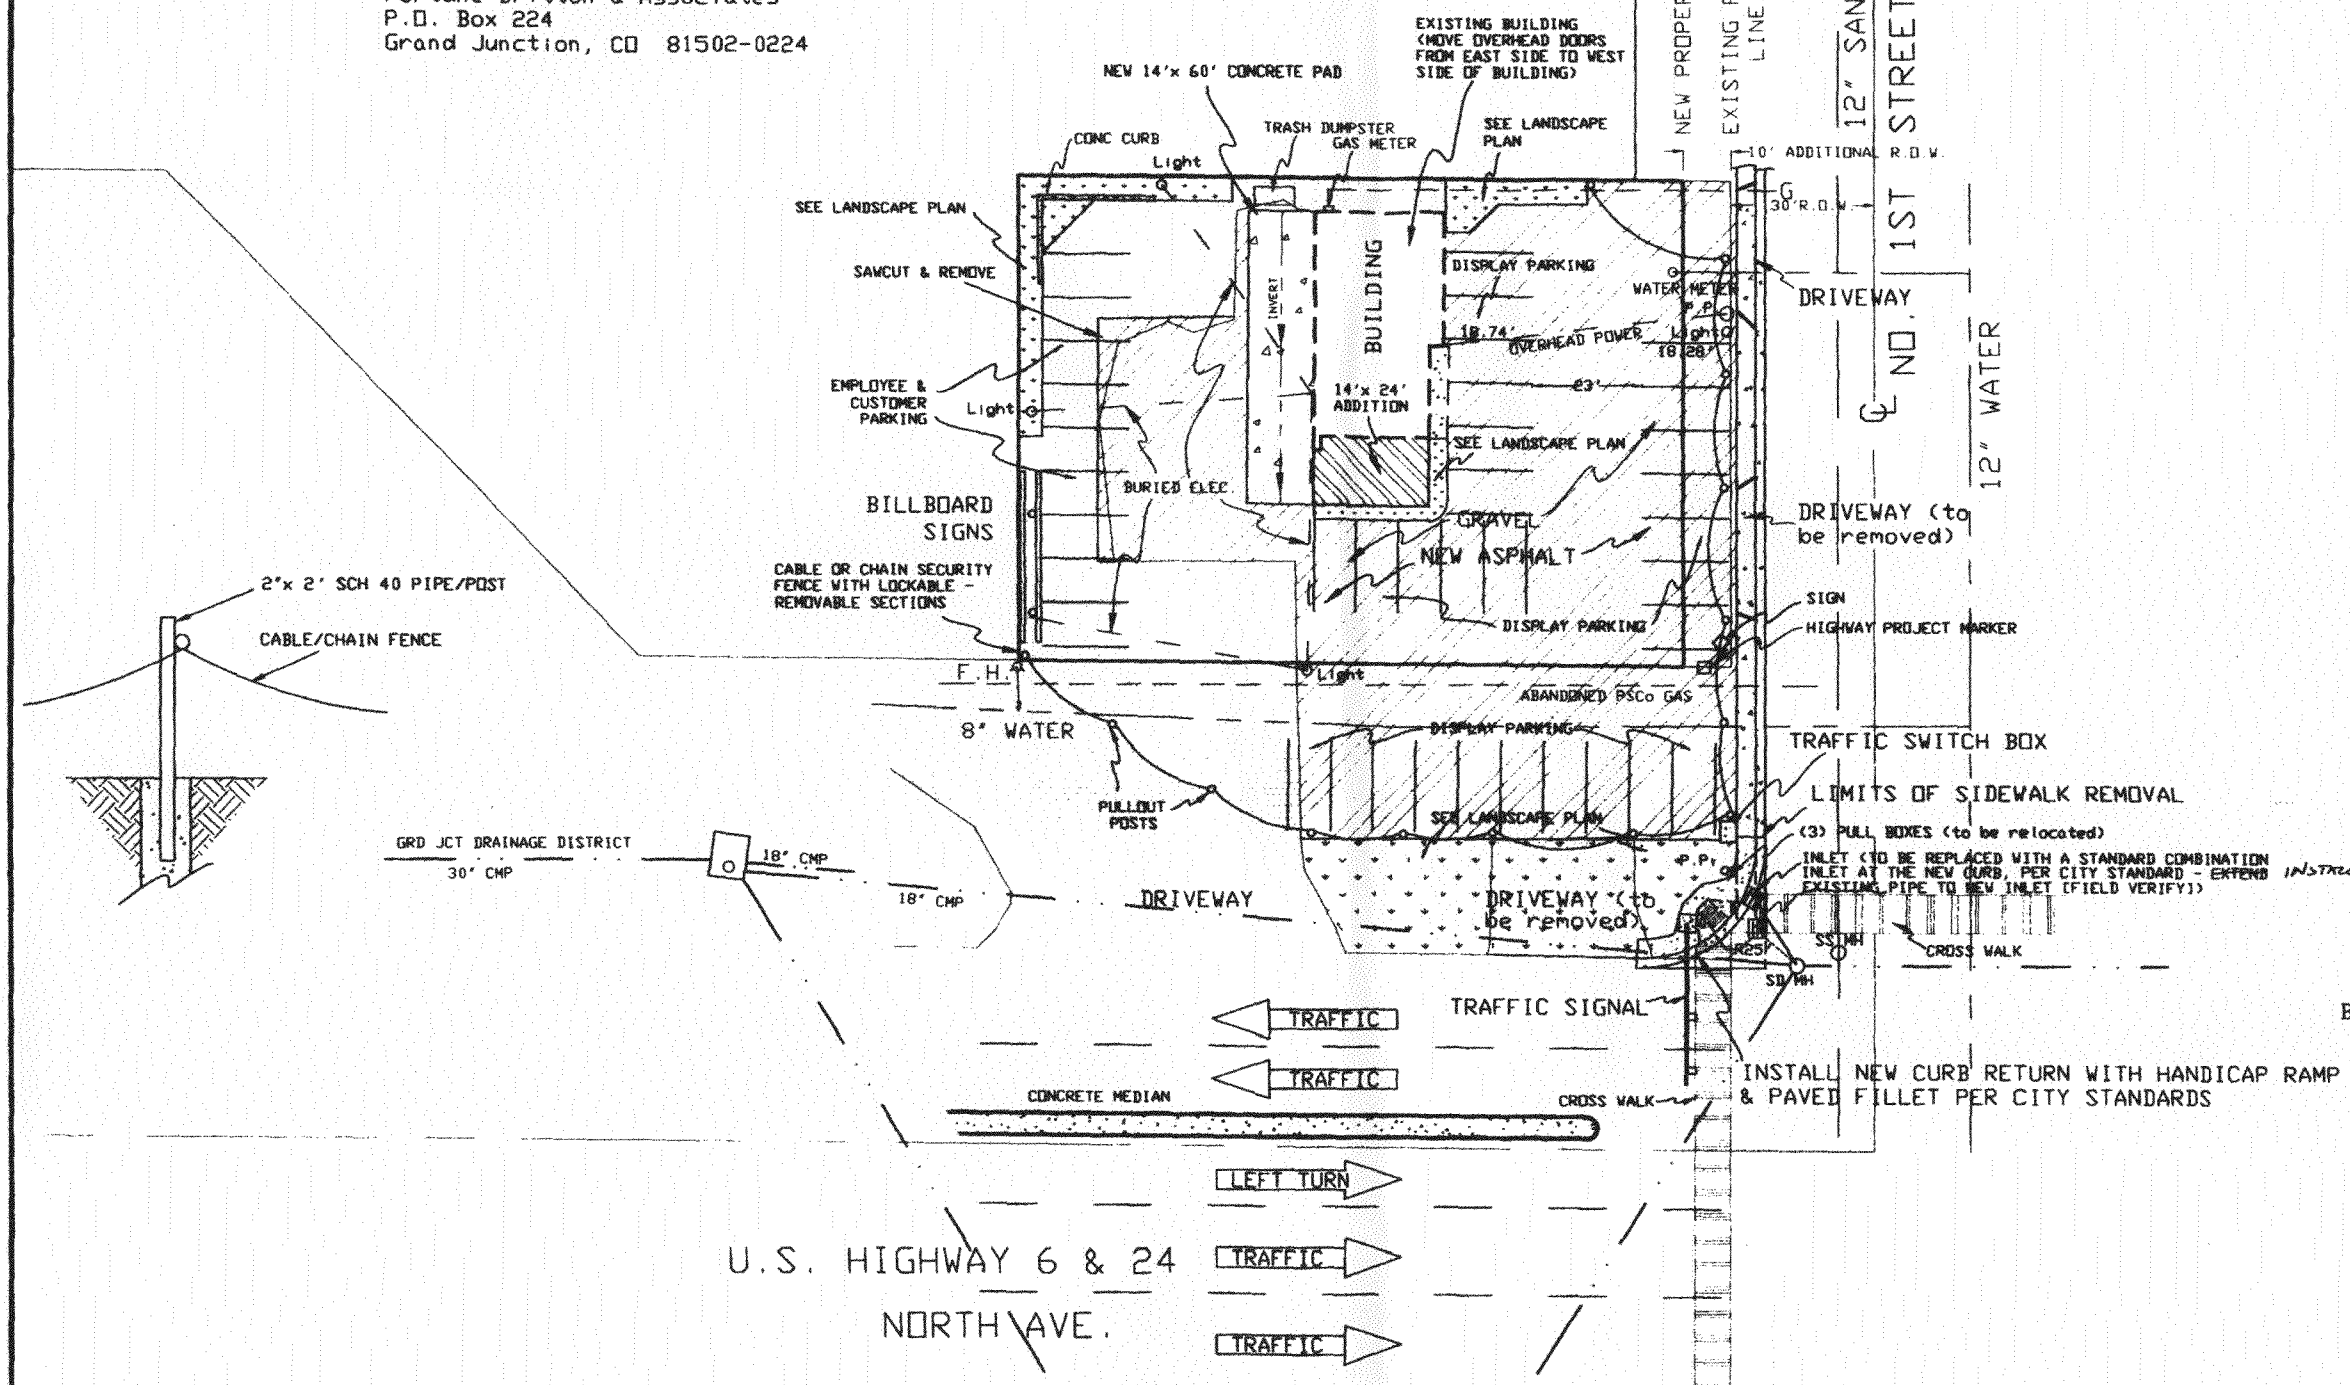 P.O. Box 224
Grand Junction, CO 81502-0224
EXISTING BUILDING
(MOVE OVERHEAD DOORS
FROM EAST SIDE TO WEST
SIDE OF BUILDING)
NEW 14'x 60' CONCRETE PAD
NEW PROPER
EXISTING
LINE
12" SAN
NO. 1ST STREET
TRASH DUMPSTER
GAS METER
SEE LANDSCAPE
PLAN
CONC CURB
Light
10' ADDITIONAL R.O.W.
G
30'R.O.W.
SEE LANDSCAPE PLAN
SAWCUT & REMOVE
INVERT
BUILDING
DISPLAY PARKING
WATER METER
P.P.
DRIVEWAY
18.74'
OVERHEAD POWER
Light
18.28'
12" WATER
EMPLOYEE &
CUSTOMER
PARKING
Light
14'x 24'
ADDITION
23'
SEE LANDSCAPE PLAN
BURIED ELEC.
BILLBOARD
SIGNS
GRAVEL
NEW ASPHALT
DRIVEWAY (to
be removed)
CABLE OR CHAIN SECURITY
FENCE WITH LOCKABLE -
REMOVABLE SECTIONS
2"x 2' SCH 40 PIPE/POST
CABLE/CHAIN FENCE
DISPLAY PARKING
SIGN
HIGHWAY PROJECT MARKER
F.H.
Light
ABANDONED PSCo GAS
8" WATER
DISPLAY PARKING
TRAFFIC SWITCH BOX
PULLOUT
POSTS
SEE LANDSCAPE PLAN
LIMITS OF SIDEWALK REMOVAL
(3) PULL BOXES (to be relocated)
GRD JCT DRAINAGE DISTRICT
30" CMP
18" CMP
18" CMP
P.P.
INLET (TO BE REPLACED WITH A STANDARD COMBINATION
INLET AT THE NEW CURB, PER CITY STANDARD - EXTEND
EXISTING PIPE TO NEW INLET [FIELD VERIFY])
DRIVEWAY
DRIVEWAY (to
be removed)
R25'
SS MH
CROSS WALK
SD MH
TRAFFIC SIGNAL
TRAFFIC
TRAFFIC
CONCRETE MEDIAN
CROSS WALK
INSTALL NEW CURB RETURN WITH HANDICAP RAMP
& PAVED FILLET PER CITY STANDARDS
LEFT TURN
U.S. HIGHWAY 6 & 24
TRAFFIC
NORTH AVE.
TRAFFIC